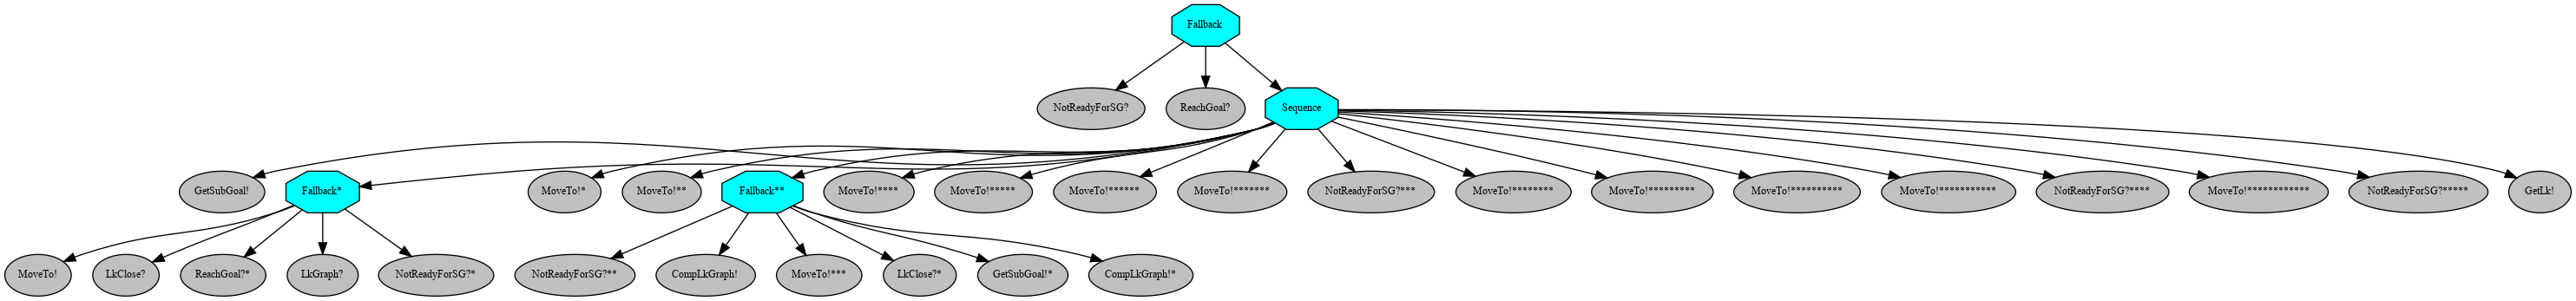 Fallback
NotReadyForSG?
ReachGoal?
Sequence
GetSubGoal!
Fallback*
MoveTo!*
MoveTo!**
Fallback**
MoveTo!****
MoveTo!*****
MoveTo!******
MoveTo!*******
NotReadyForSG?***
MoveTo!********
MoveTo!*********
MoveTo!**********
MoveTo!***********
NotReadyForSG?****
MoveTo!************
NotReadyForSG?*****
GetLk!
MoveTo!
LkClose?
ReachGoal?*
LkGraph?
NotReadyForSG?*
NotReadyForSG?**
CompLkGraph!
MoveTo!***
LkClose?*
GetSubGoal!*
CompLkGraph!*